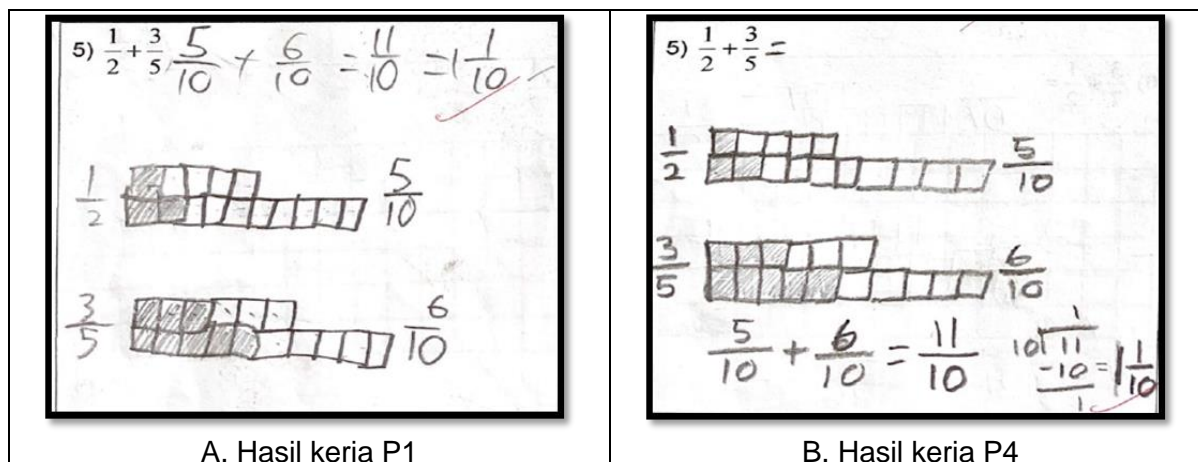 5) 1/2 + 3/5 5/10 + 6/10 = 11/10 = 1 1/10
1/2 5/10
3/5 6/10
A. Hasil kerja P1
5) 1/2 + 3/5 =
1/2 5/10
3/5 6/10
5/10 + 6/10 = 11/10
1
10 11
-10 = 1 1/10
1
B. Hasil kerja P4